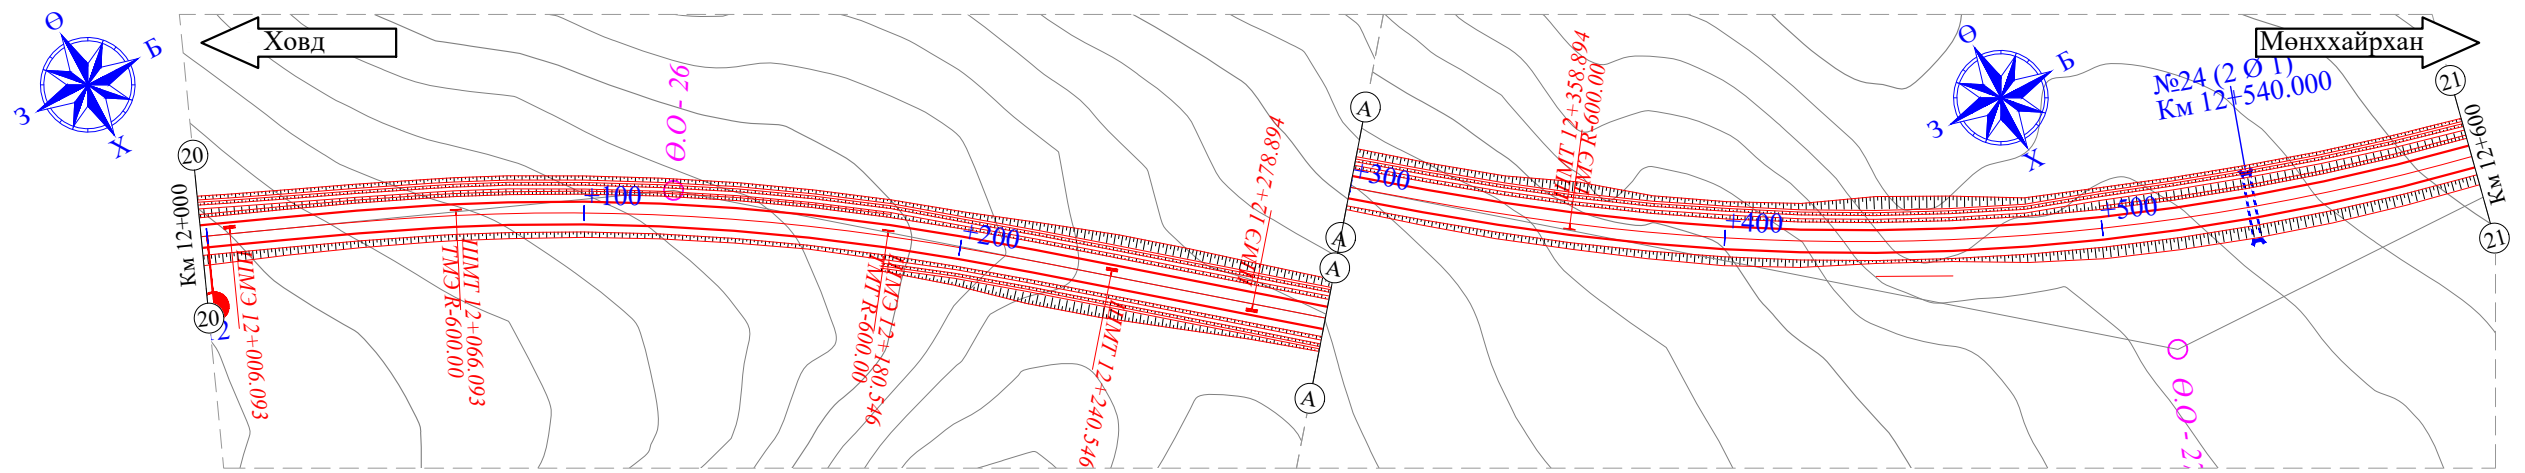 Ө
Б
З
Х
Ховд
20
Км 12+000
20
2
ШМЭ 12+006.093
ШМТ 12+066.093
ТМЭ R-600.00
+100
Ө.О - 26
ШМЭ 12+180.546
ТМТ R-600.00
+200
ШМТ 12+240.546
ШМЭ 12+278.894
А
А
А
А
+300
ШМТ 12+358.894
ТМЭ R-600.00
+400
+500
Ө
Б
З
Х
Мөнххайрхан
№24 (2 Ø 1)
Км 12+540.000
21
Км 12+600
21
Ө.О - 27